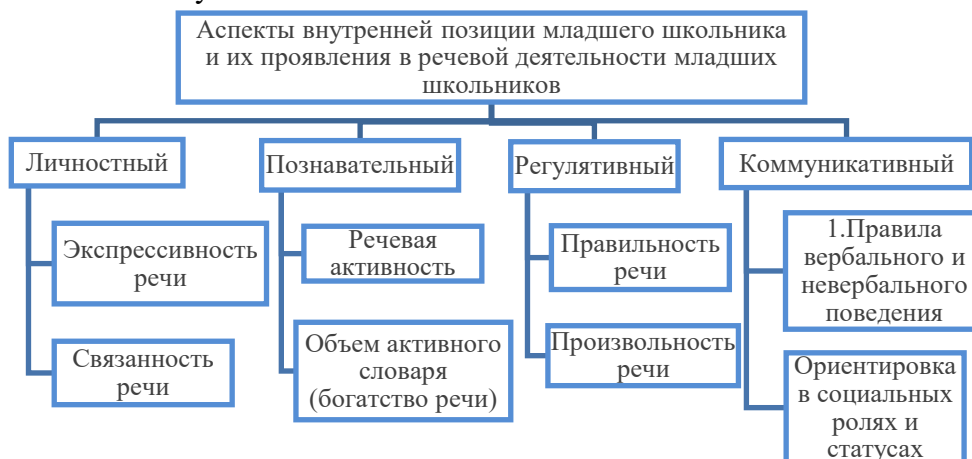 Аспекты внутренней позиции младшего школьника
и их проявления в речевой деятельности младших
школьников
Личностный
Познавательный
Регулятивный
Коммуникативный
Экспрессивность
речи
Связанность
речи
Речевая
активность
Объем активного
словаря
(богатство речи)
Правильность
речи
Произвольность
речи
1.Правила
вербального и
невербального
поведения
Ориентировка
в социальных
ролях и
статусах